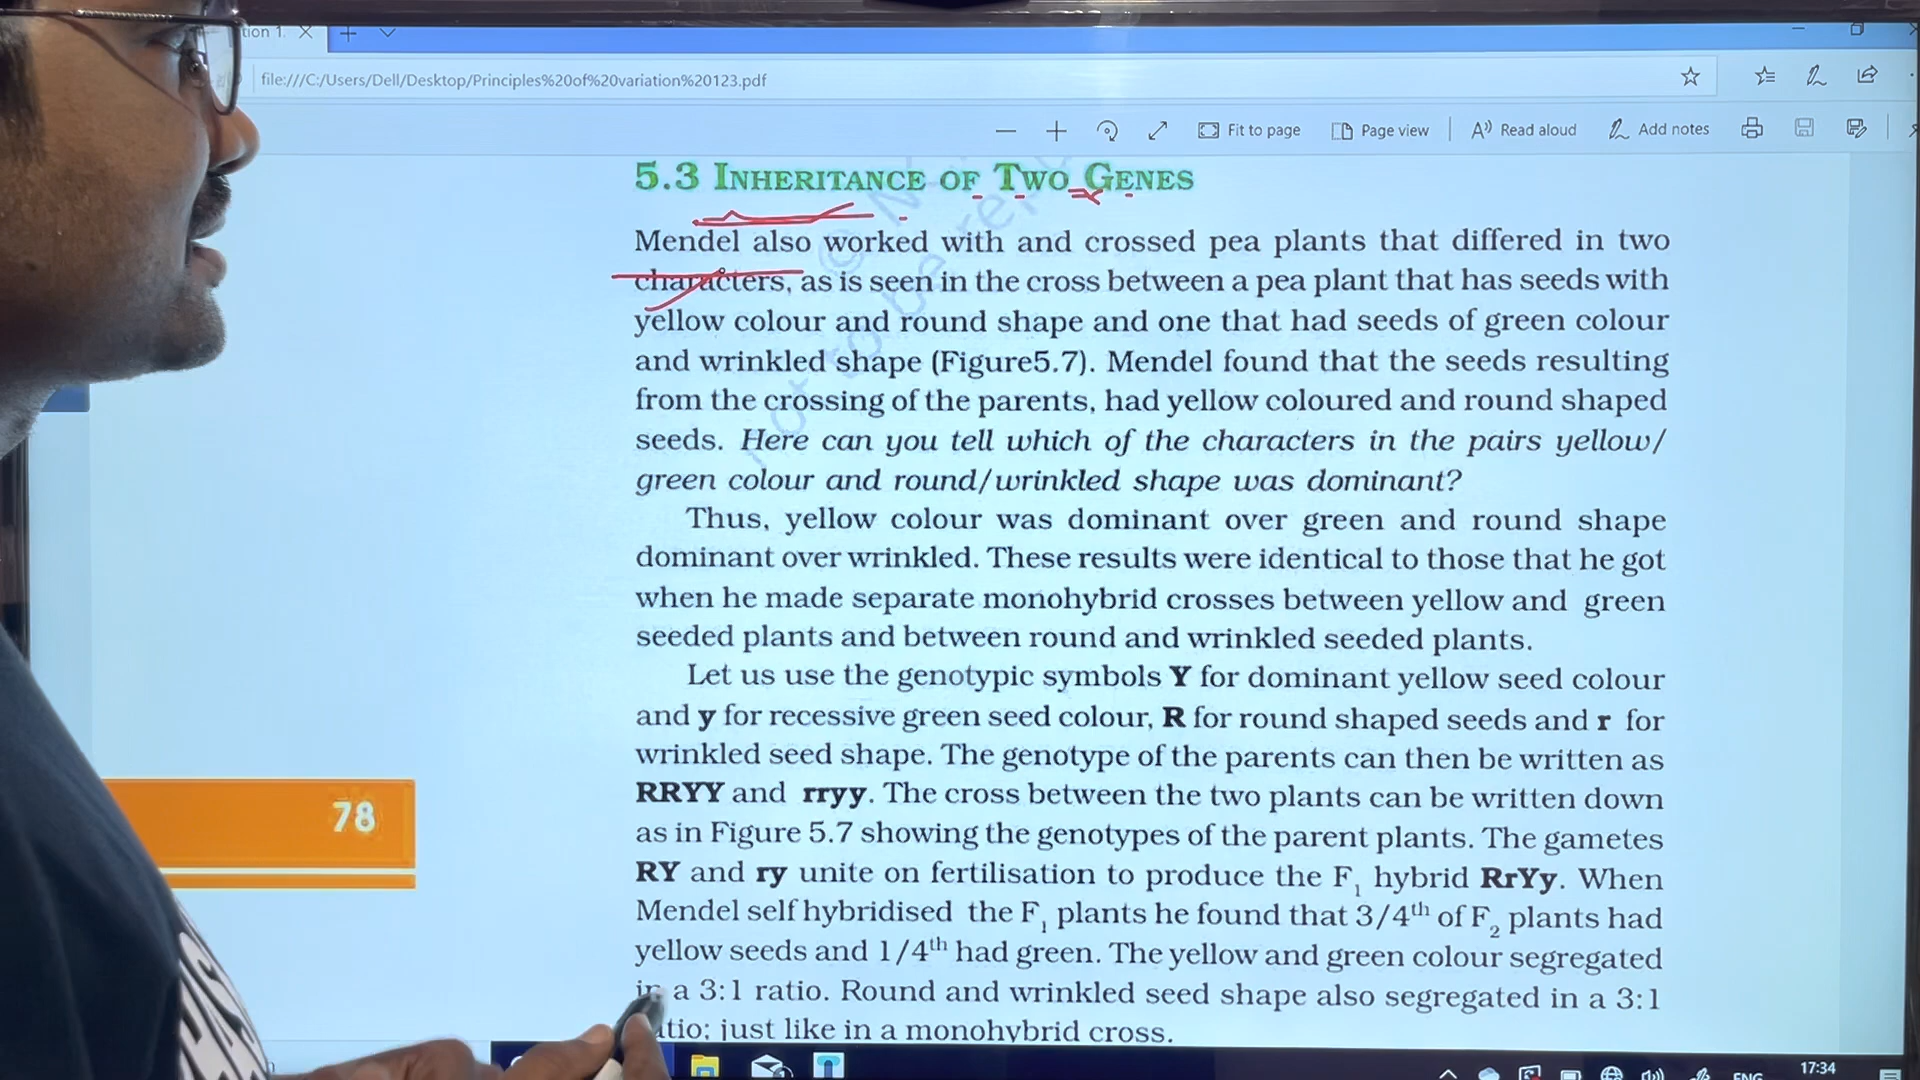 tion 1
file:///C:/Users/Dell/Desktop/Principles%20of%20variation%20123.pdf
Fit to page Page view Read aloud Add notes
5.3 INHERITANCE OF TWO GENES
Mendel also worked with and crossed pea plants that differed in two
characters, as is seen in the cross between a pea plant that has seeds with
yellow colour and round shape and one that had seeds of green colour
and wrinkled shape (Figure5.7). Mendel found that the seeds resulting
from the crossing of the parents, had yellow coloured and round shaped
seeds. Here can you tell which of the characters in the pairs yellow/
green colour and round/wrinkled shape was dominant?
Thus, yellow colour was dominant over green and round shape
dominant over wrinkled. These results were identical to those that he got
when he made separate monohybrid crosses between yellow and green
seeded plants and between round and wrinkled seeded plants.
Let us use the genotypic symbols Y for dominant yellow seed colour
and y for recessive green seed colour, R for round shaped seeds and r for
wrinkled seed shape. The genotype of the parents can then be written as
RRYY and rryy. The cross between the two plants can be written down
as in Figure 5.7 showing the genotypes of the parent plants. The gametes
RY and ry unite on fertilisation to produce the F1 hybrid RrYy. When
Mendel self hybridised the F1 plants he found that 3/4th of F2 plants had
yellow seeds and 1/4th had green. The yellow and green colour segregated
in a 3:1 ratio. Round and wrinkled seed shape also segregated in a 3:1
atio; just like in a monohybrid cross.
78
ENG 17:34